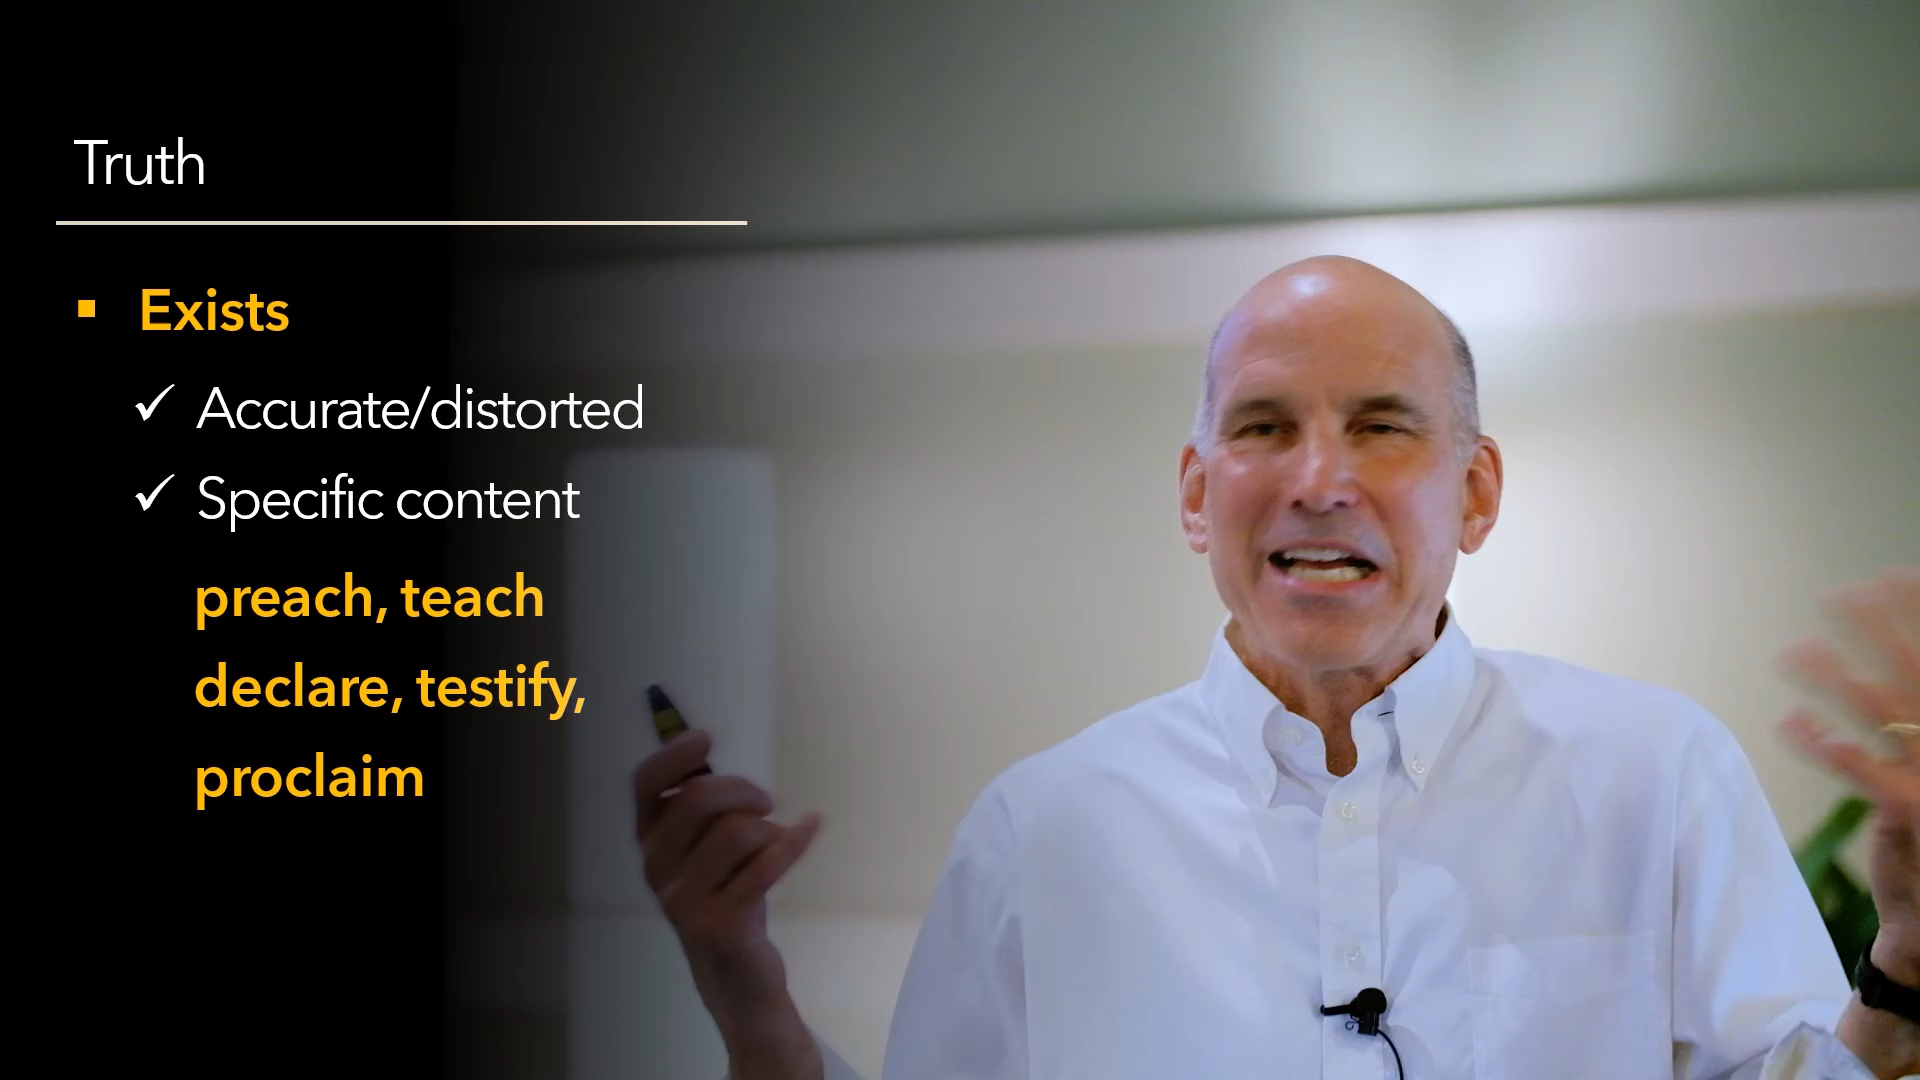 Truth
Exists
Accurate/distorted
Specific content
preach, teach
declare, testify,
proclaim